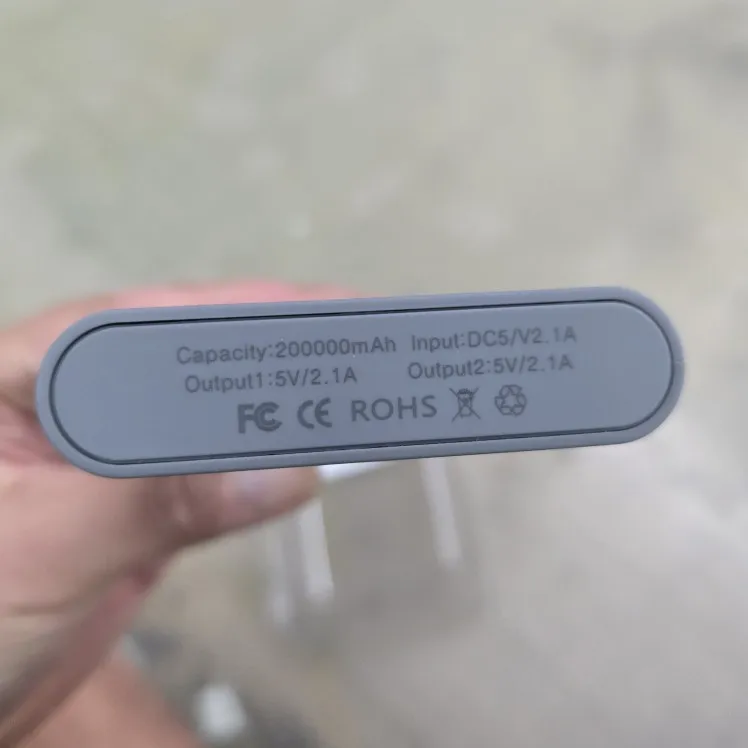 Capacity:200000mAh Input:DC5/V2.1A
Output1:5V/2.1A Output2:5V/2.1A
FC CE ROHS